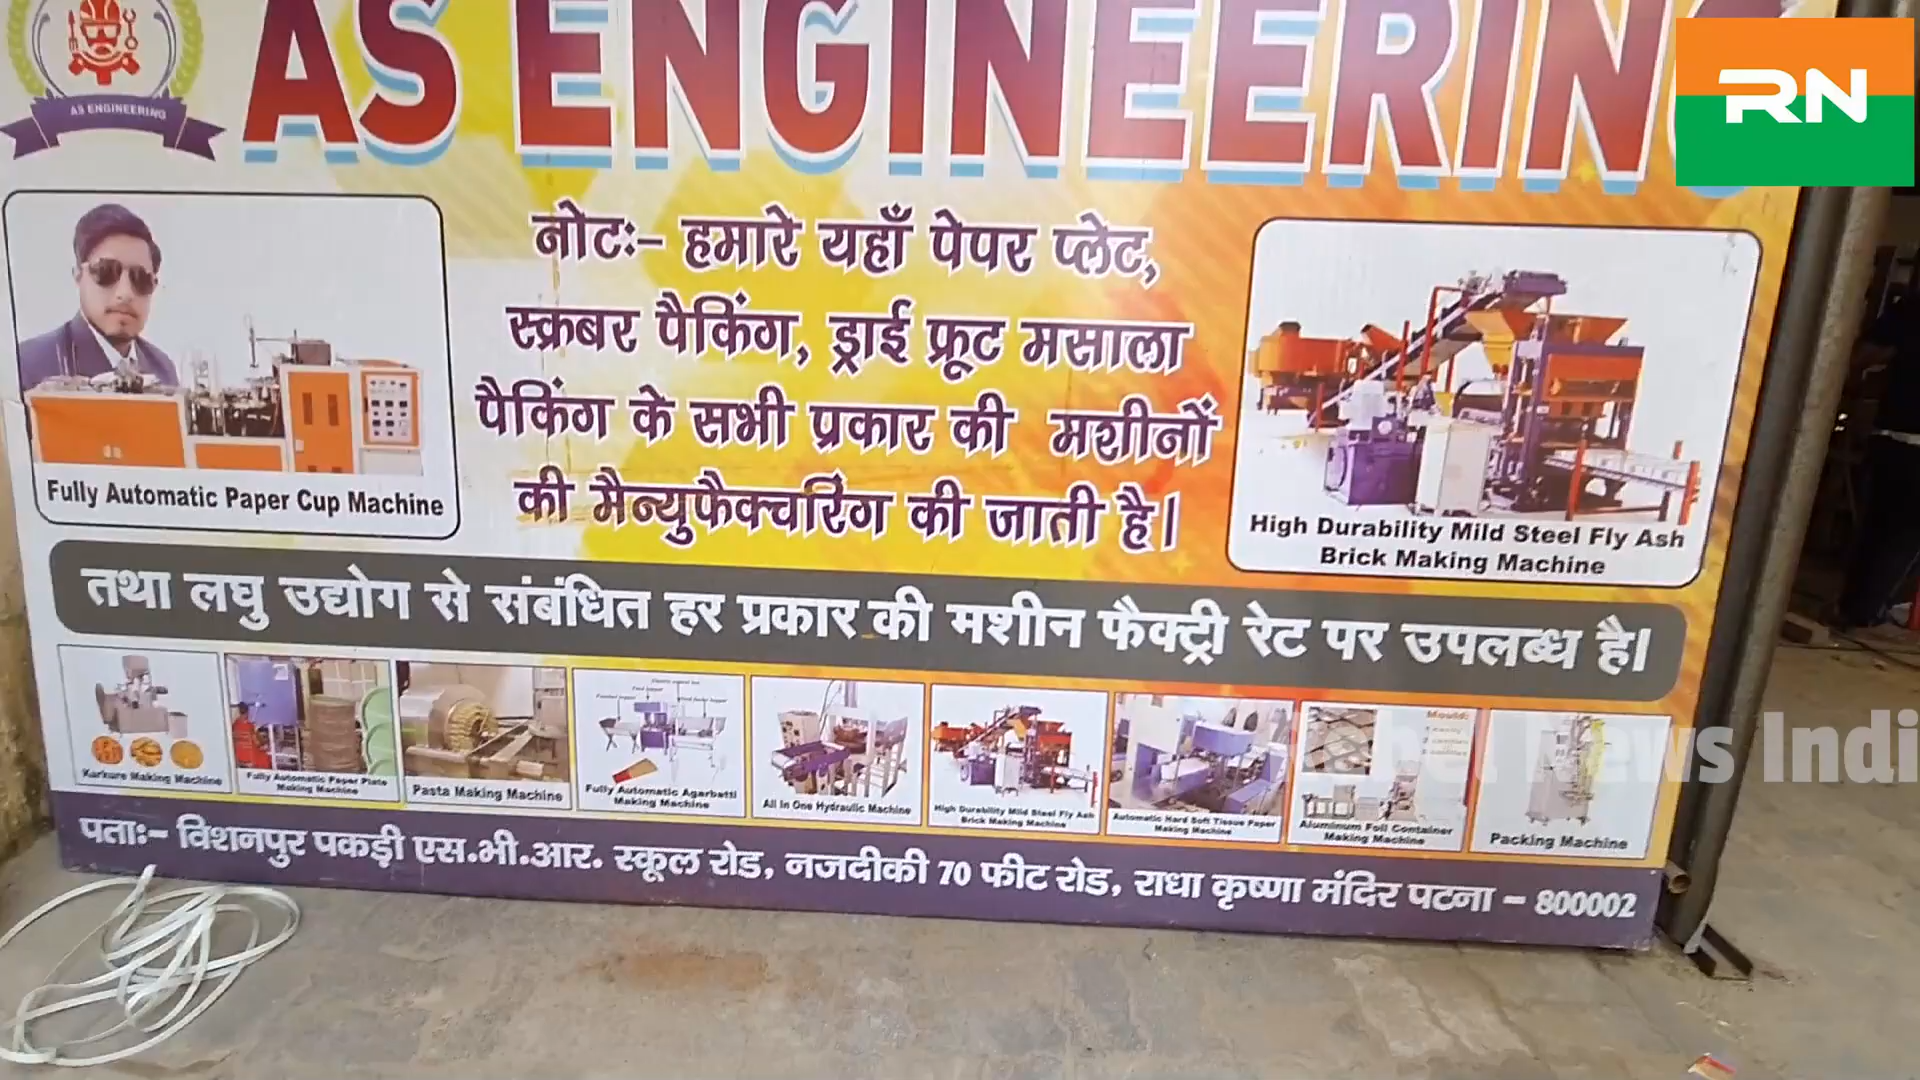 AS ENGINEERING
RN
AS ENGINEERIN
नोटः- हमारे यहाँ पेपर प्लेट,
स्क्रबर पैकिंग, ड्राई फ्रूट मसाला
पैकिंग के सभी प्रकार की मशीनों
की मैन्युफैक्चरिंग की जाती है।
Fully Automatic Paper Cup Machine
High Durability Mild Steel Fly Ash
Brick Making Machine
तथा लघु उद्योग से संबंधित हर प्रकार की मशीन फैक्ट्री रेट पर उपलब्ध है।
Kurkure Making Machine
Fully Automatic Paper Plate
Making Machine
Pasta Making Machine
Fully Automatic Agarbatti
Making Machine
All In One Hydraulic Machine
High Durability Mild Steel Fly Ash
Brick Making Machine
Automatic Hard Soft Tissue Paper
Making Machine
Mould:
Aluminum Foil Container
Making Machine
Packing Machine
Rebel News Indi
पताः- विशनपुर पकड़ी एस.भी.आर. स्कूल रोड, नजदीकी 70 फीट रोड, राधा कृष्णा मंदिर पटना - 800002